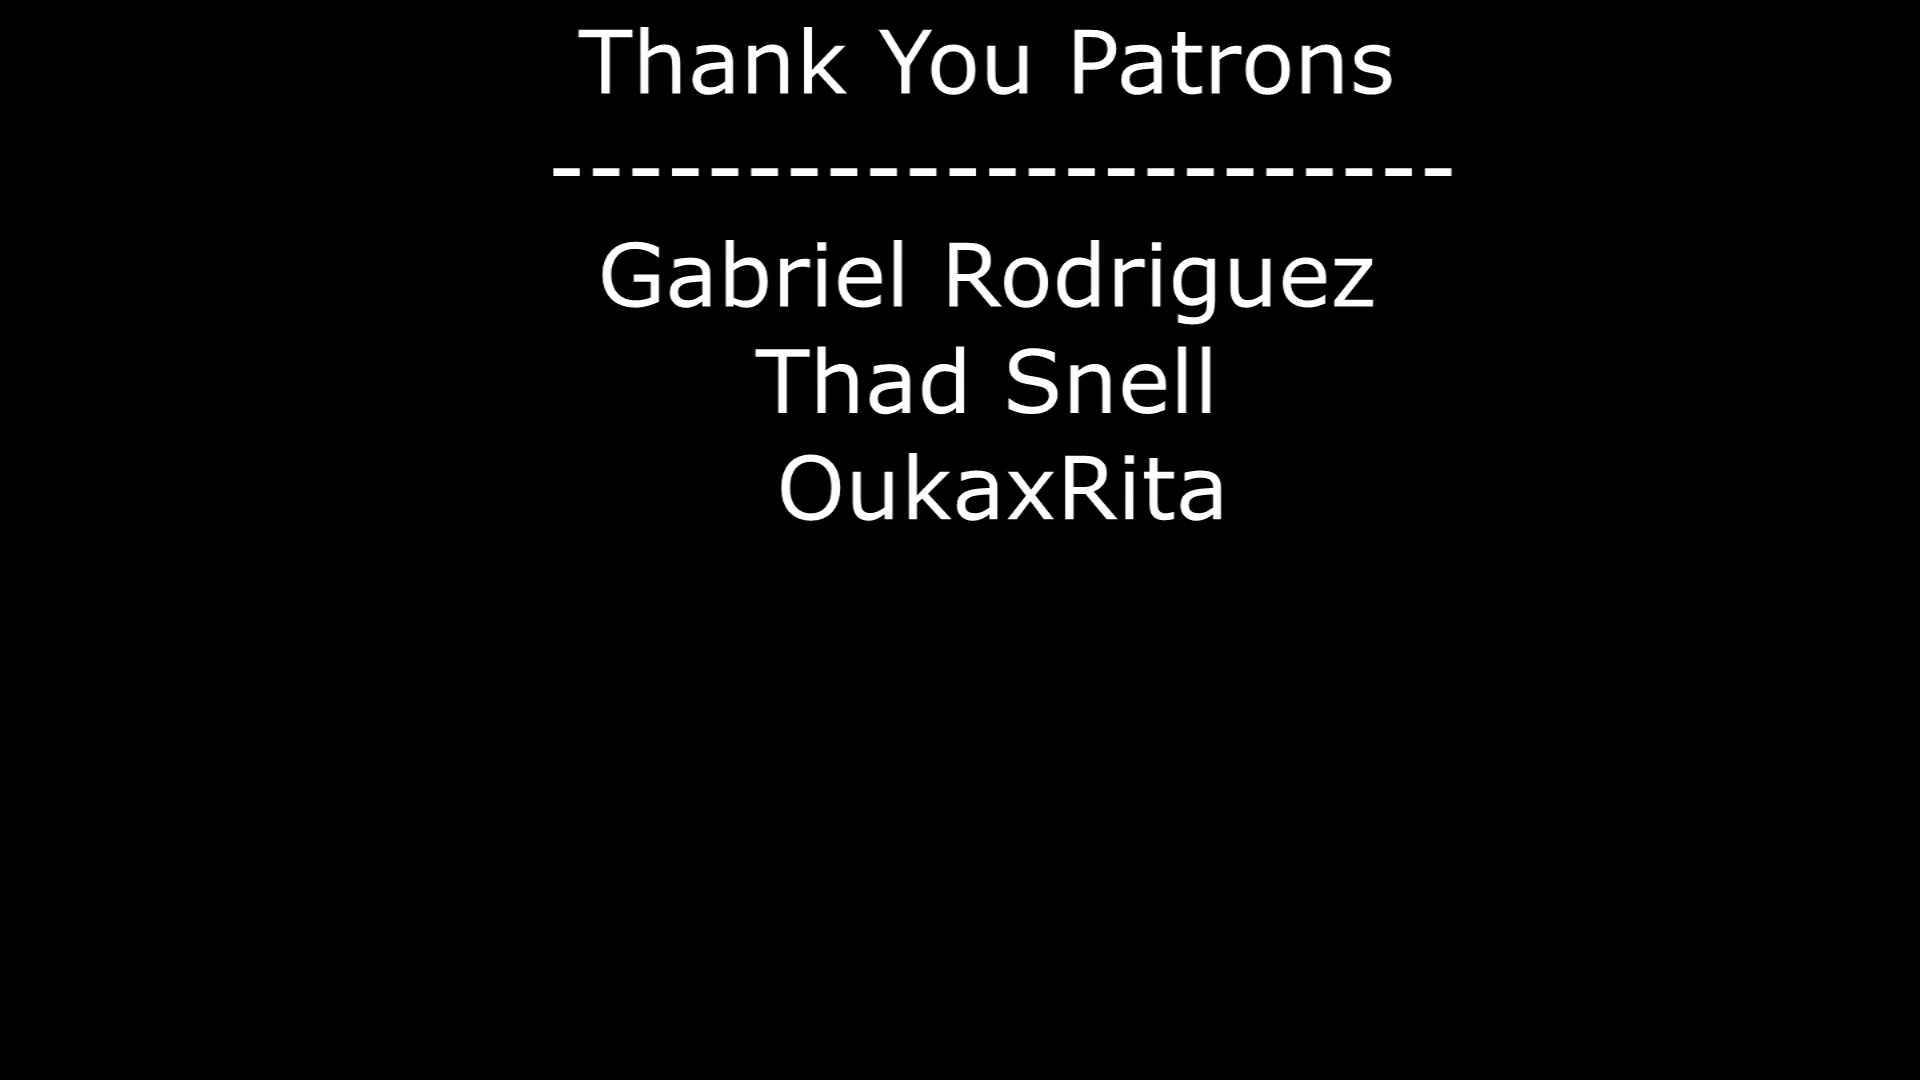 Thank You Patrons
-----------------------
Gabriel Rodriguez
Thad Snell
OukaxRita